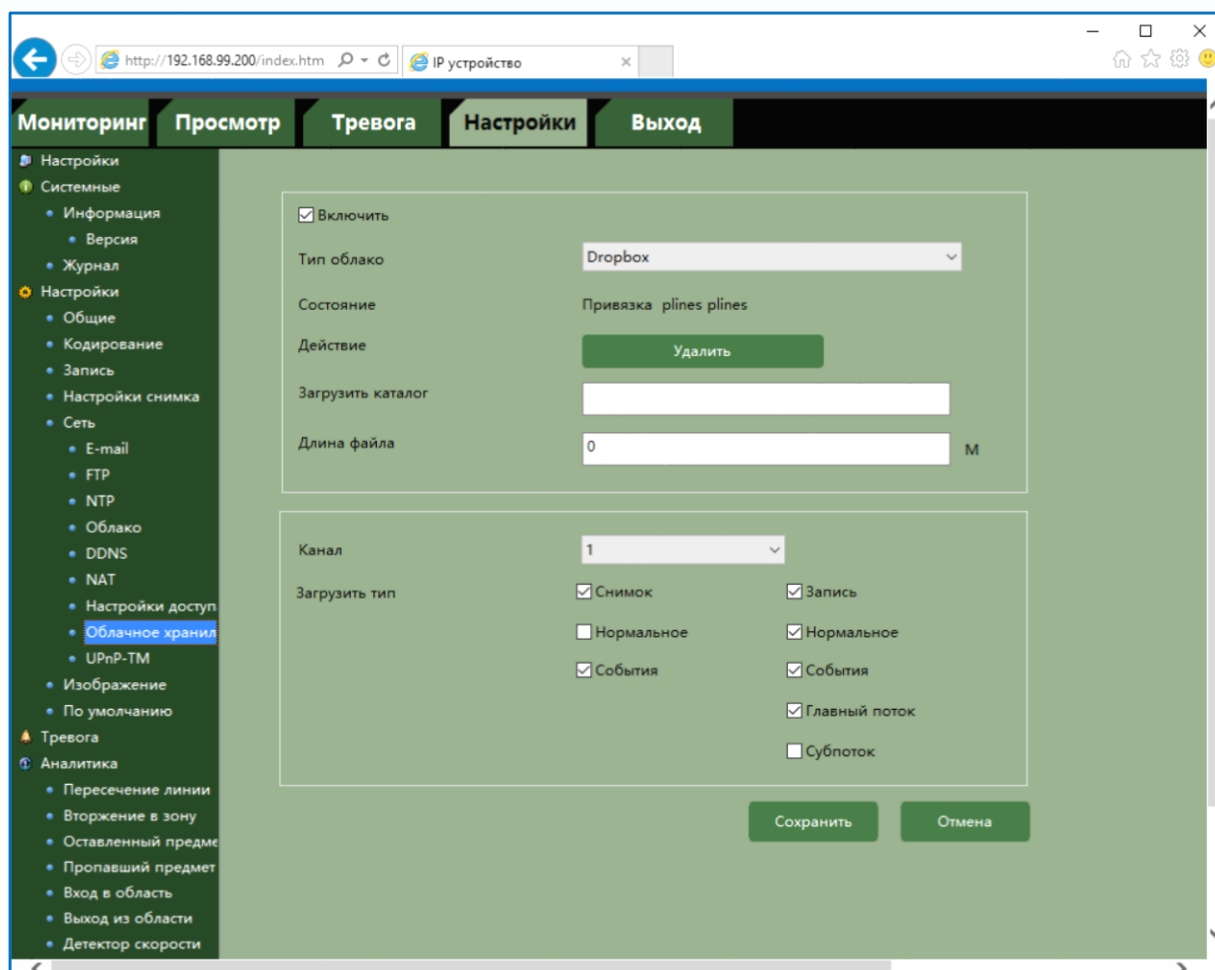 http://192.168.99.200/index.htm
IP устройство
Мониторинг Просмотр Тревога Настройки Выход
Настройки
Системные
Информация
Версия
Журнал
Настройки
Общие
Кодирование
Запись
Настройки снимка
Сеть
E-mail
FTP
NTP
Облако
DDNS
NAT
Настройки доступ
Облачное хранил
UPnP-TM
Изображение
По умолчанию
Тревога
Аналитика
Пересечение линии
Вторжение в зону
Оставленный предме
Пропавший предмет
Вход в область
Выход из области
Детектор скорости
Включить
Тип облако Dropbox
Состояние Привязка plines plines
Действие Удалить
Загрузить каталог
Длина файла 0 М
Канал 1
Загрузить тип Снимок Запись
Нормальное Нормальное
События События
Главный поток
Субпоток
Сохранить Отмена